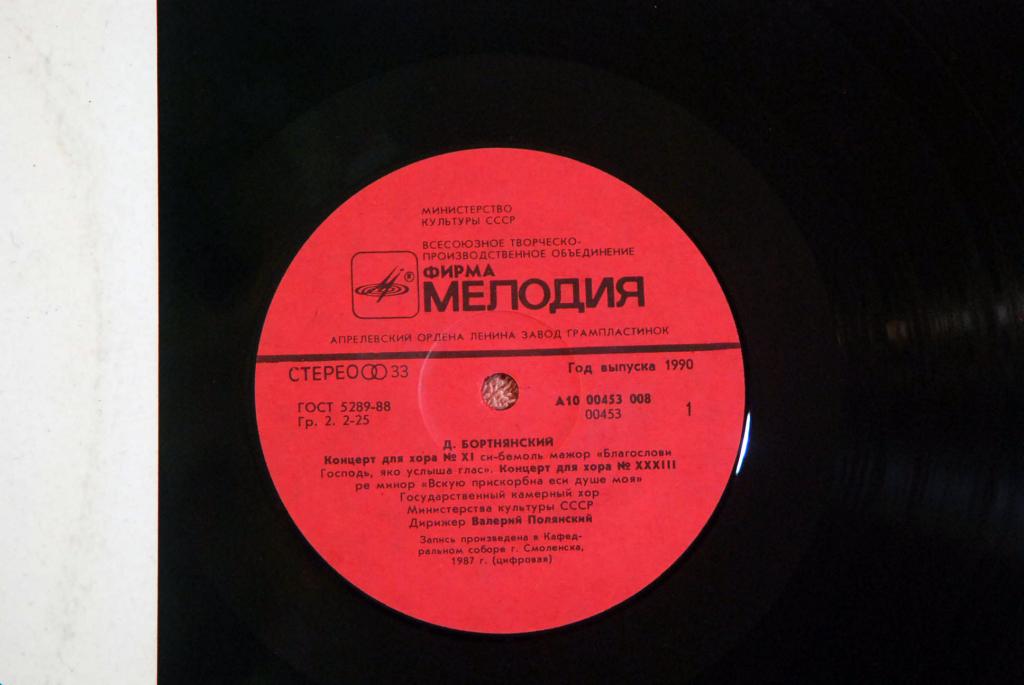 МИНИСТЕРСТВО
КУЛЬТУРЫ СССР
ВСЕСОЮЗНОЕ ТВОРЧЕСКО-
ПРОИЗВОДСТВЕННОЕ ОБЪЕДИНЕНИЕ
ФИРМА
®
МЕЛОДИЯ
АПРЕЛЕВСКИЙ ОРДЕНА ЛЕНИНА ЗАВОД ГРАМПЛАСТИНОК
СТЕРЕО 33
Год выпуска 1990
ГОСТ 5289-88
Гр. 2. 2-25
А10 00453 008
00453
1
Д. БОРТНЯНСКИЙ
Концерт для хора № XI си-бемоль мажор «Благослови
Господь, яко услыша глас». Концерт для хора № XXXIII
ре минор «Вскую прискорбна еси душе моя»
Государственный камерный хор
Министерства культуры СССР
Дирижер Валерий Полянский
Запись произведена в Кафед-
ральном соборе г. Смоленска,
1987 г. (цифровая)